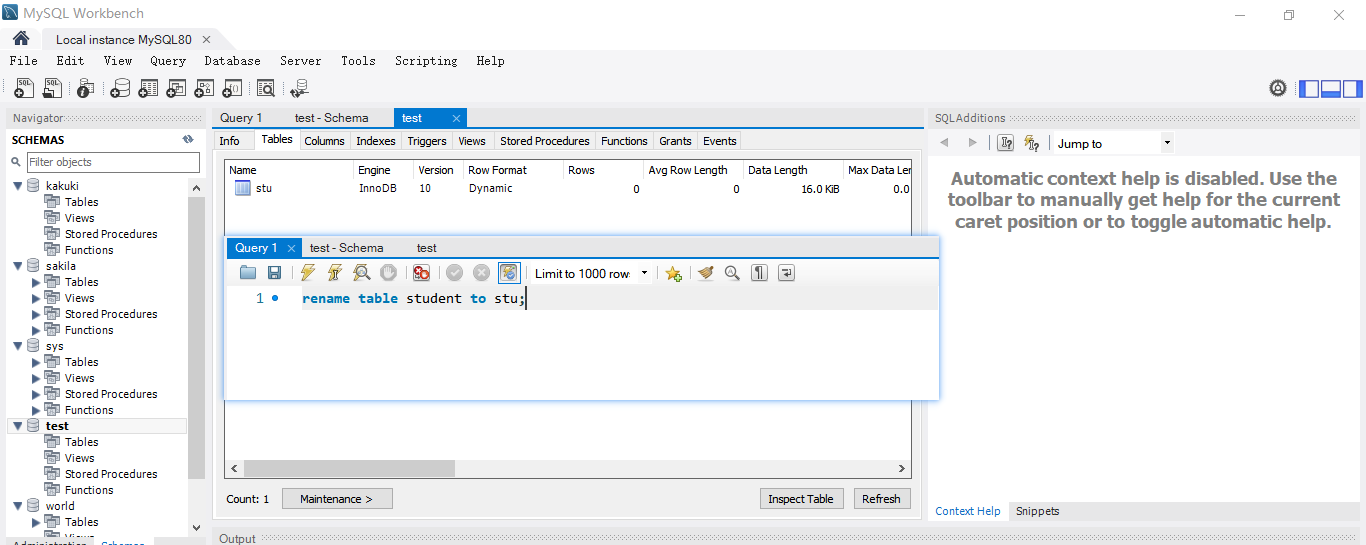 MySQL Workbench
Local instance MySQL80
File Edit View Query Database Server Tools Scripting Help
Navigator
SCHEMAS
Filter objects
kakuki
Tables
Views
Stored Procedures
Functions
sakila
Tables
Views
Stored Procedures
Functions
sys
Tables
Views
Stored Procedures
Functions
test
Tables
Views
Stored Procedures
Functions
world
Tables
Views
Administration Schemas
Query 1 test - Schema test
Info Tables Columns Indexes Triggers Views Stored Procedures Functions Grants Events
Name Engine Version Row Format Rows Avg Row Length Data Length Max Data Ler
stu InnoDB 10 Dynamic 0 0 16.0 KiB 0.0
Query 1 test - Schema test
Limit to 1000 rows
1 rename table student to stu;
Count: 1 Maintenance > Inspect Table Refresh
Output
SQLAdditions
Jump to
Automatic context help is disabled. Use the
toolbar to manually get help for the current
caret position or to toggle automatic help.
Context Help Snippets